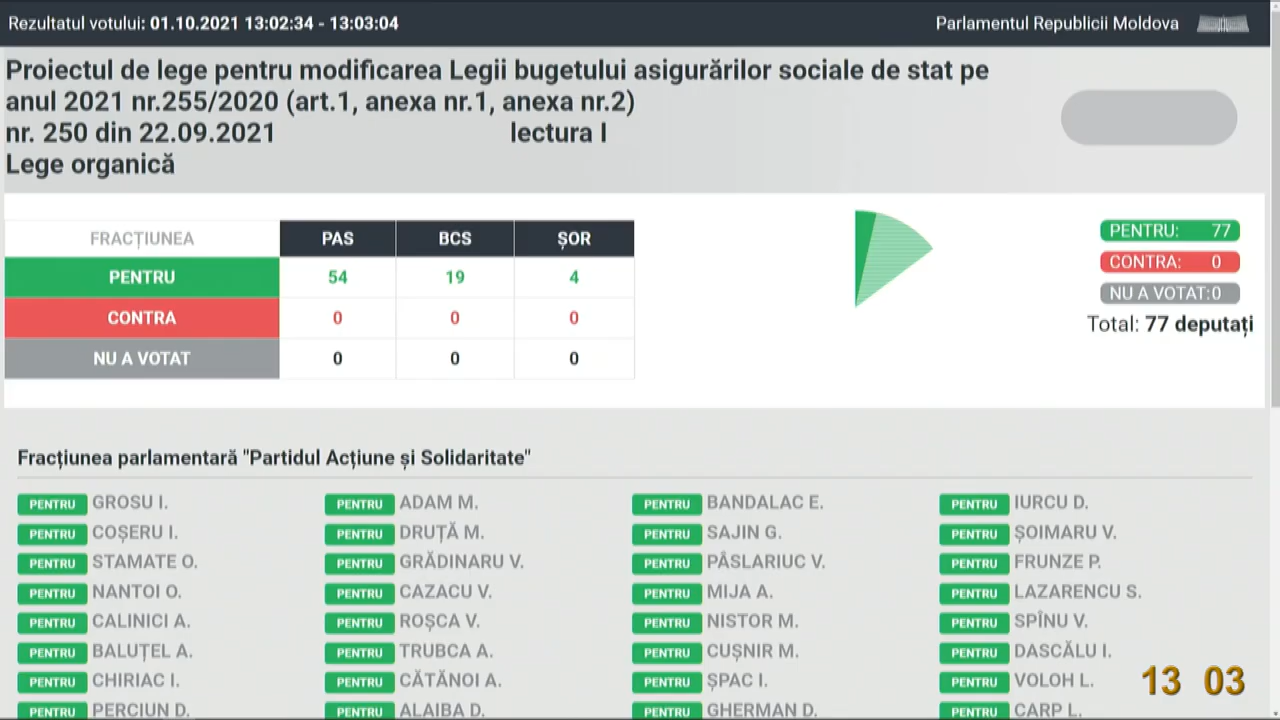 Rezultatul votului: 01.10.2021 13:02:34 - 13:03:04
Parlamentul Republicii Moldova
Proiectul de lege pentru modificarea Legii bugetului asigurărilor sociale de stat pe
anul 2021 nr.255/2020 (art.1, anexa nr.1, anexa nr.2)
nr. 250 din 22.09.2021 lectura I
Lege organică
FRACȚIUNEA PAS BCS ȘOR
PENTRU 54 19 4
CONTRA 0 0 0
NU A VOTAT 0 0 0
PENTRU: 77
CONTRA: 0
NU A VOTAT:0
Total: 77 deputați
Fracțiunea parlamentară "Partidul Acțiune și Solidaritate"
PENTRU GROSU I. PENTRU ADAM M. PENTRU BANDALAC E. PENTRU IURCU D.
PENTRU COȘERU I. PENTRU DRUȚĂ M. PENTRU SAJIN G. PENTRU ȘOIMARU V.
PENTRU STAMATE O. PENTRU GRĂDINARU V. PENTRU PÂSLARIUC V. PENTRU FRUNZE P.
PENTRU NANTOI O. PENTRU CAZACU V. PENTRU MIJA A. PENTRU LAZARENCU S.
PENTRU CALINICI A. PENTRU ROȘCA V. PENTRU NISTOR M. PENTRU SPÎNU V.
PENTRU BALUȚEL A. PENTRU TRUBCA A. PENTRU CUȘNIR M. PENTRU DASCĂLU I.
PENTRU CHIRIAC I. PENTRU CĂTĂNOI A. PENTRU ȘPAC I. PENTRU VOLOH L.
PENTRU PERCIUN D. PENTRU ALAIBA D. PENTRU GHERMAN D. PENTRU CARP L.
13 03